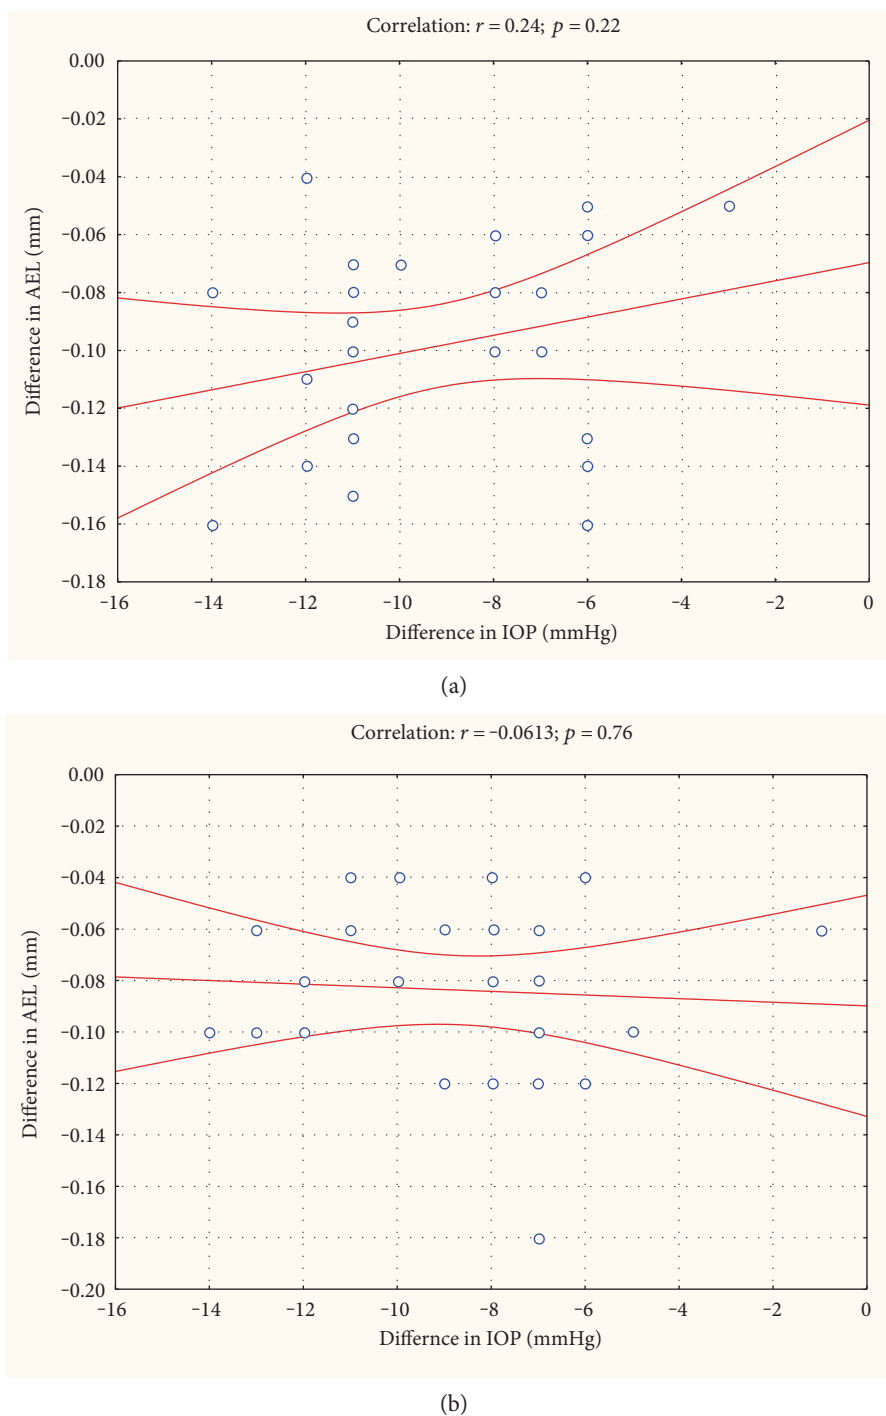 Correlation: r = 0.24; p = 0.22
0.00
-0.02
-0.04
-0.06
-0.08
-0.10
-0.12
-0.14
-0.16
-0.18
Difference in AEL (mm)
-16 -14 -12 -10 -8 -6 -4 -2 0
Difference in IOP (mmHg)
(a)
Correlation: r = -0.0613; p = 0.76
0.00
-0.02
-0.04
-0.06
-0.08
-0.10
-0.12
-0.14
-0.16
-0.18
-0.20
Difference in AEL (mm)
-16 -14 -12 -10 -8 -6 -4 -2 0
Differnce in IOP (mmHg)
(b)